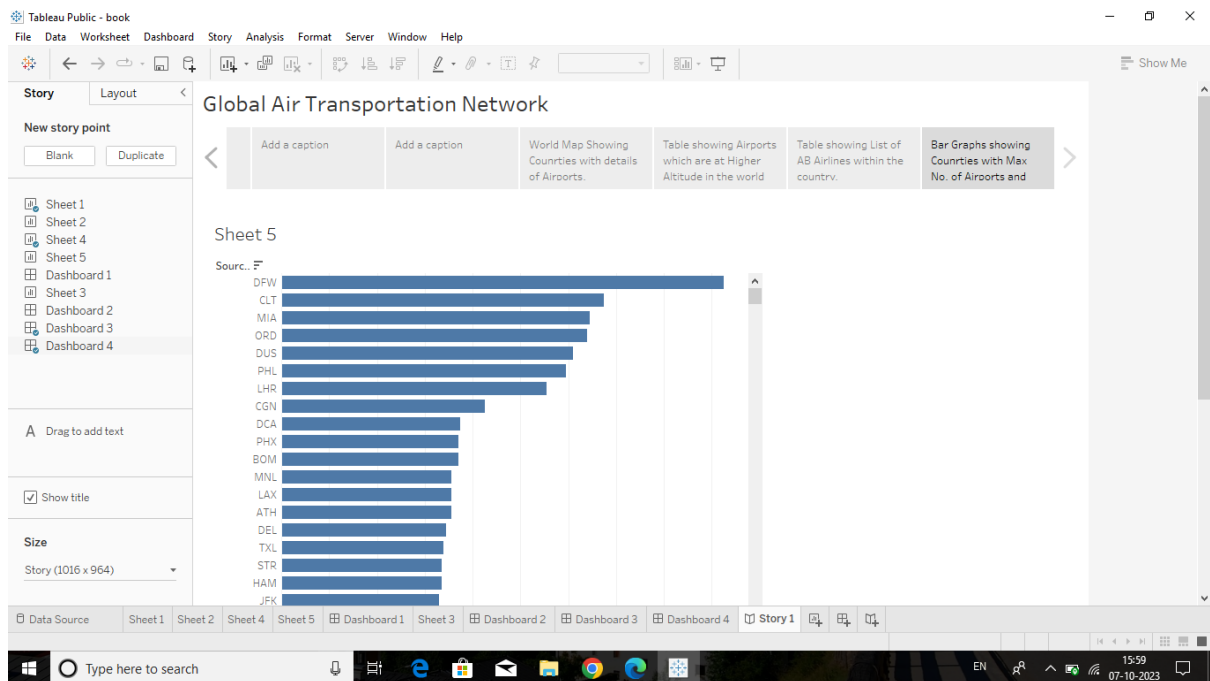 Tableau Public - book
File Data Worksheet Dashboard Story Analysis Format Server Window Help
Show Me
Story Layout
New story point
Blank Duplicate
Sheet 1
Sheet 2
Sheet 4
Sheet 5
Dashboard 1
Sheet 3
Dashboard 2
Dashboard 3
Dashboard 4
A Drag to add text
Show title
Size
Story (1016 x 964)
Global Air Transportation Network
Add a caption
Add a caption
World Map Showing
Counrties with details
of Airports.
Table showing Airports
which are at Higher
Altitude in the world
Table showing List of
AB Airlines within the
country.
Bar Graphs showing
Counrties with Max
No. of Airports and
Sheet 5
Sourc..
DFW
CLT
MIA
ORD
DUS
PHL
LHR
CGN
DCA
PHX
BOM
MNL
LAX
ATH
DEL
TXL
STR
HAM
JFK
Data Source Sheet 1 Sheet 2 Sheet 4 Sheet 5 Dashboard 1 Sheet 3 Dashboard 2 Dashboard 3 Dashboard 4 Story 1
Type here to search
EN
15:59
07-10-2023